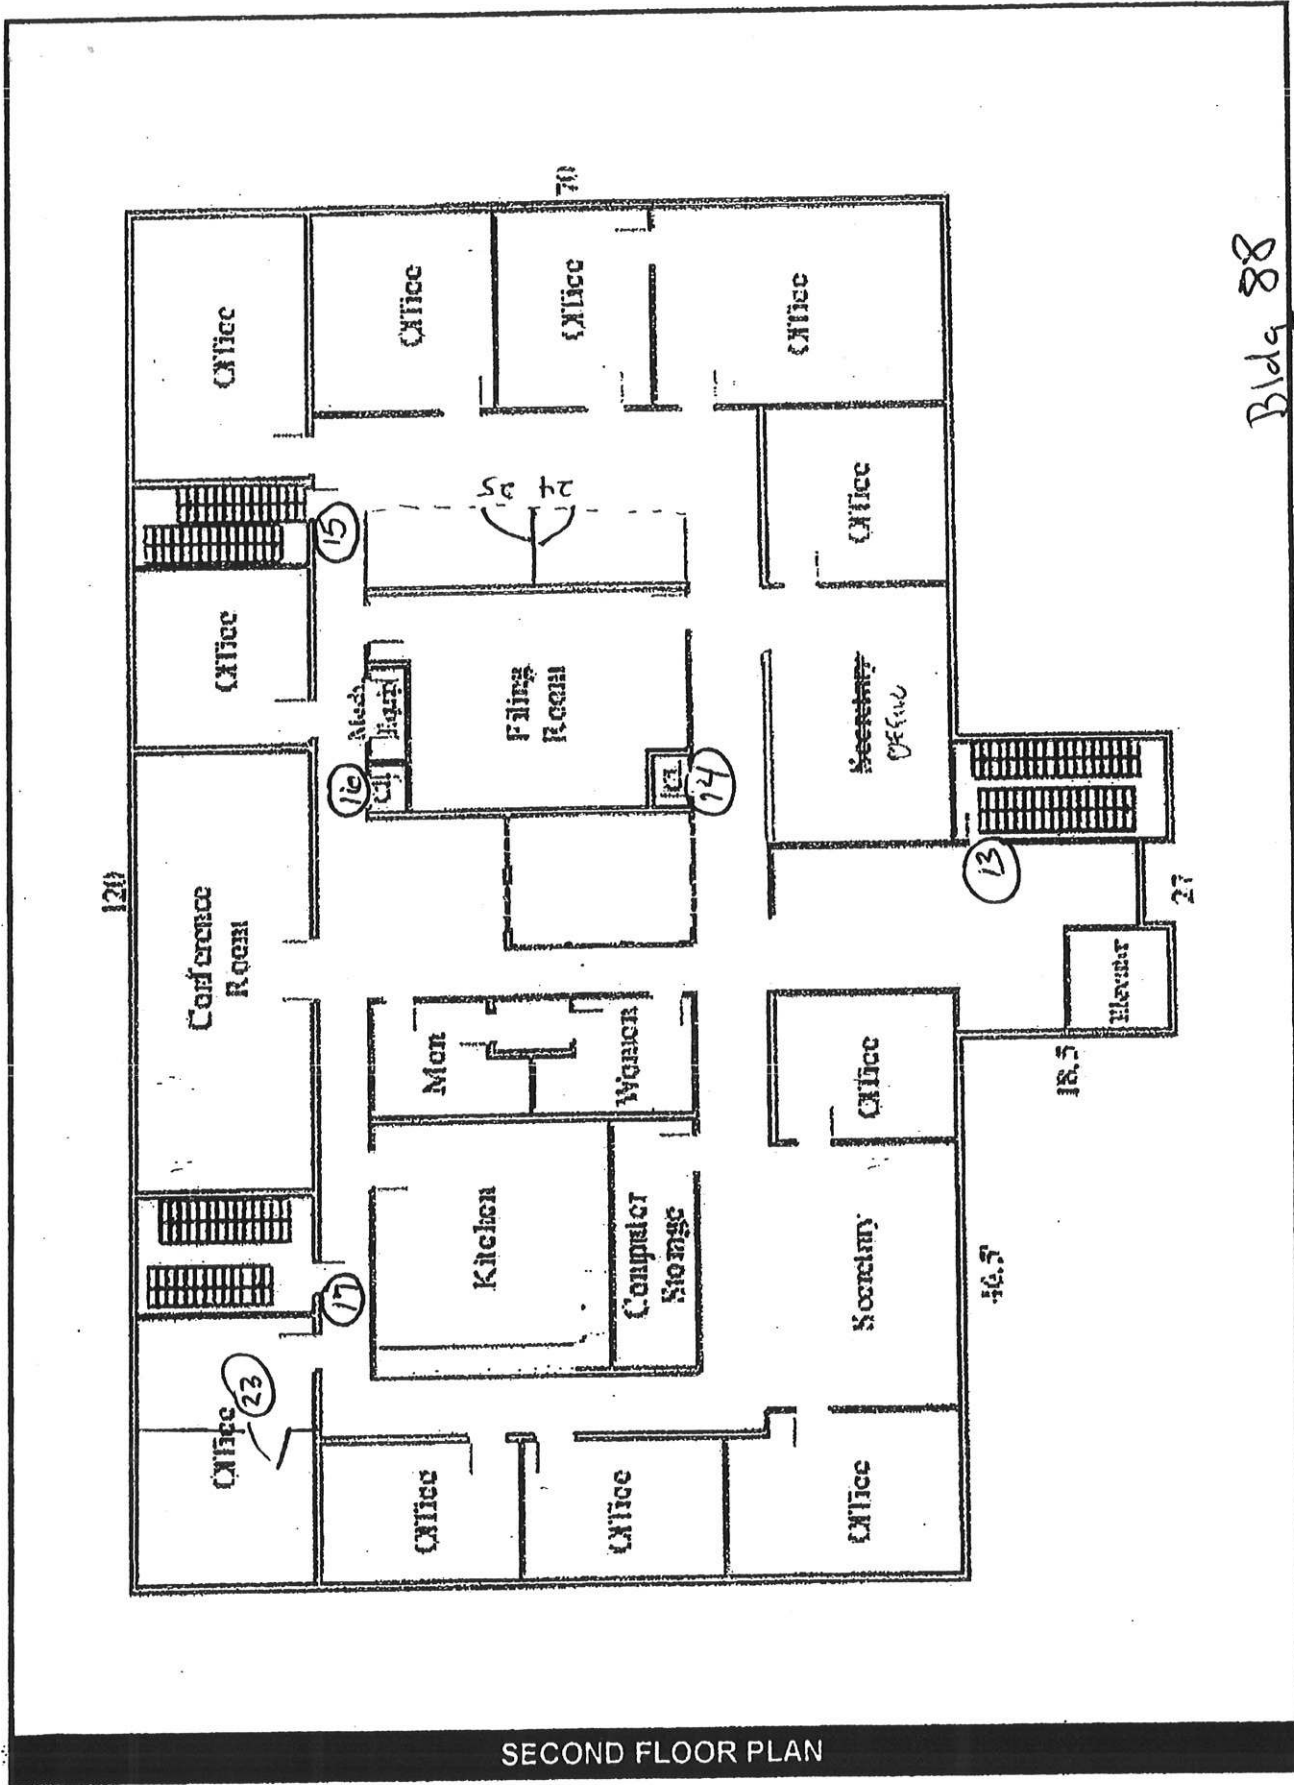 120
Office
Office
Conference
Room
Office
23
15
17
16
Cl
Mech
Equip
70
Office
Office
Office
25
24
Filing
Room
14
Men
Women
Kitchen
Computer
Storage
Office
Office
Office
Secretary
Office
Office
Secretary
Office
13
Elevator
27
18.5
46.5
Bldg 88
SECOND FLOOR PLAN